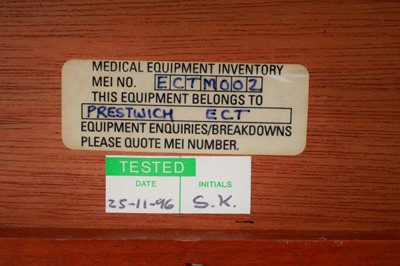 MEDICAL EQUIPMENT INVENTORY
MEI NO. ECTM002
THIS EQUIPMENT BELONGS TO
PRESTWICH ECT
EQUIPMENT ENQUIRIES/BREAKDOWNS
PLEASE QUOTE MEI NUMBER.
TESTED
DATE INITIALS
25-11-96 S.K.